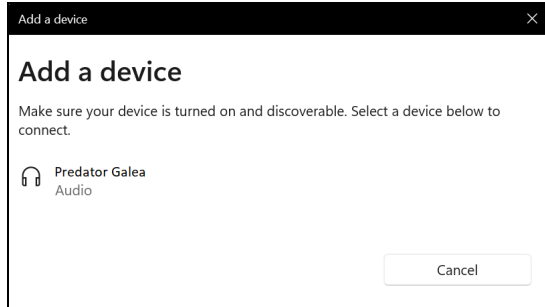 Add a device
Add a device
Make sure your device is turned on and discoverable. Select a device below to
connect.
Predator Galea
Audio
Cancel